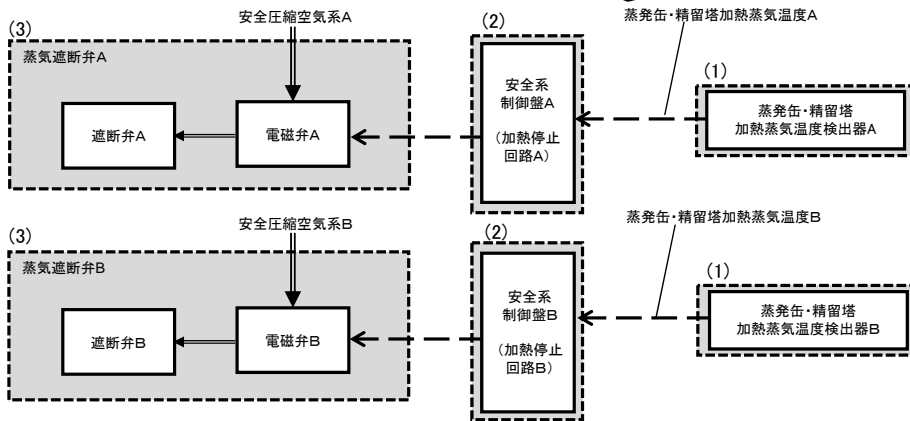 安全圧縮空気系A
蒸発缶・精留塔加熱蒸気温度A
(3)
(2)
蒸気遮断弁A
(1)
安全系
制御盤A
(加熱停止
回路A)
遮断弁A
電磁弁A
蒸発缶・精留塔
加熱蒸気温度検出器A
安全圧縮空気系B
蒸発缶・精留塔加熱蒸気温度B
(3)
(2)
蒸気遮断弁B
(1)
安全系
制御盤B
(加熱停止
回路B)
遮断弁B
電磁弁B
蒸発缶・精留塔
加熱蒸気温度検出器B